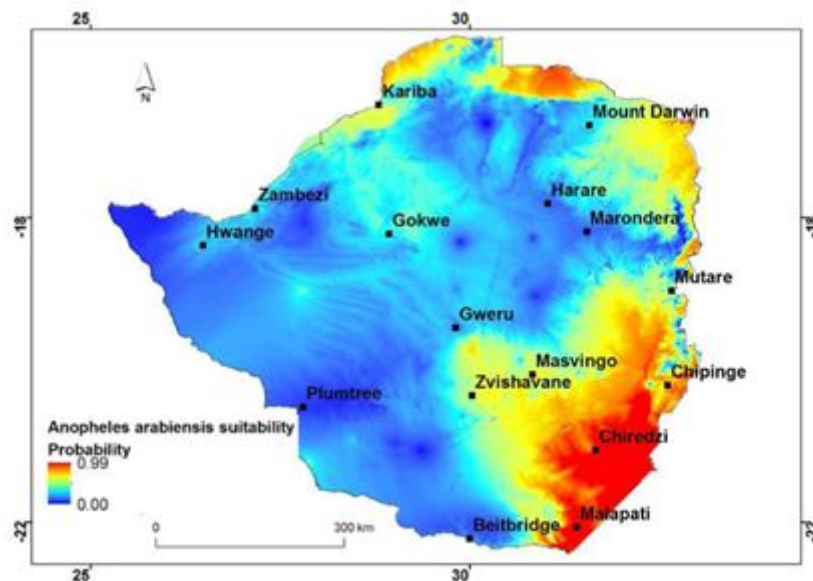 25
30
N
Kariba
Mount Darwin
Zambezi
Harare
-18
Hwange
Gokwe
Marondera
-18
Mutare
Gweru
Masvingo
Zvishavane
Chipinge
Plumtree
Anopheles arabiensis suitability
Probability
0.99
0.00
Chiredzi
Malapati
Beitbridge
-22
-22
0
300 km
25
30